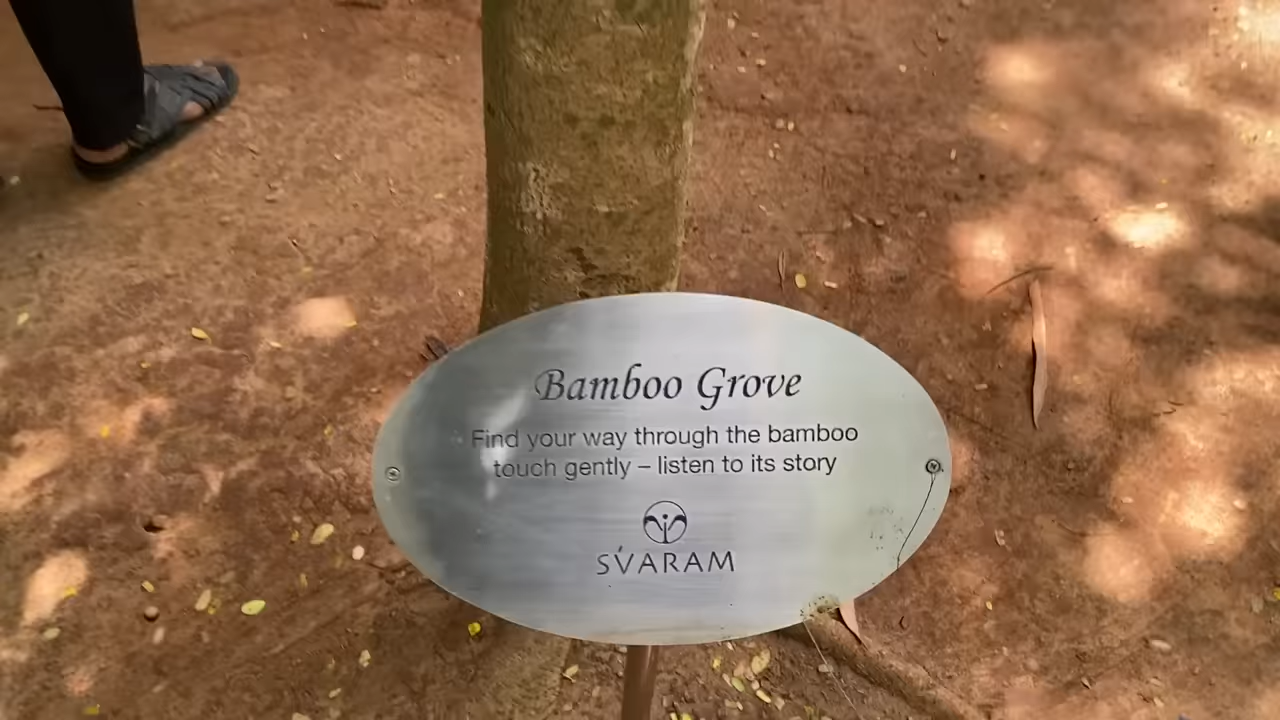 Bamboo Grove
Find your way through the bamboo
touch gently – listen to its story
SVARAM